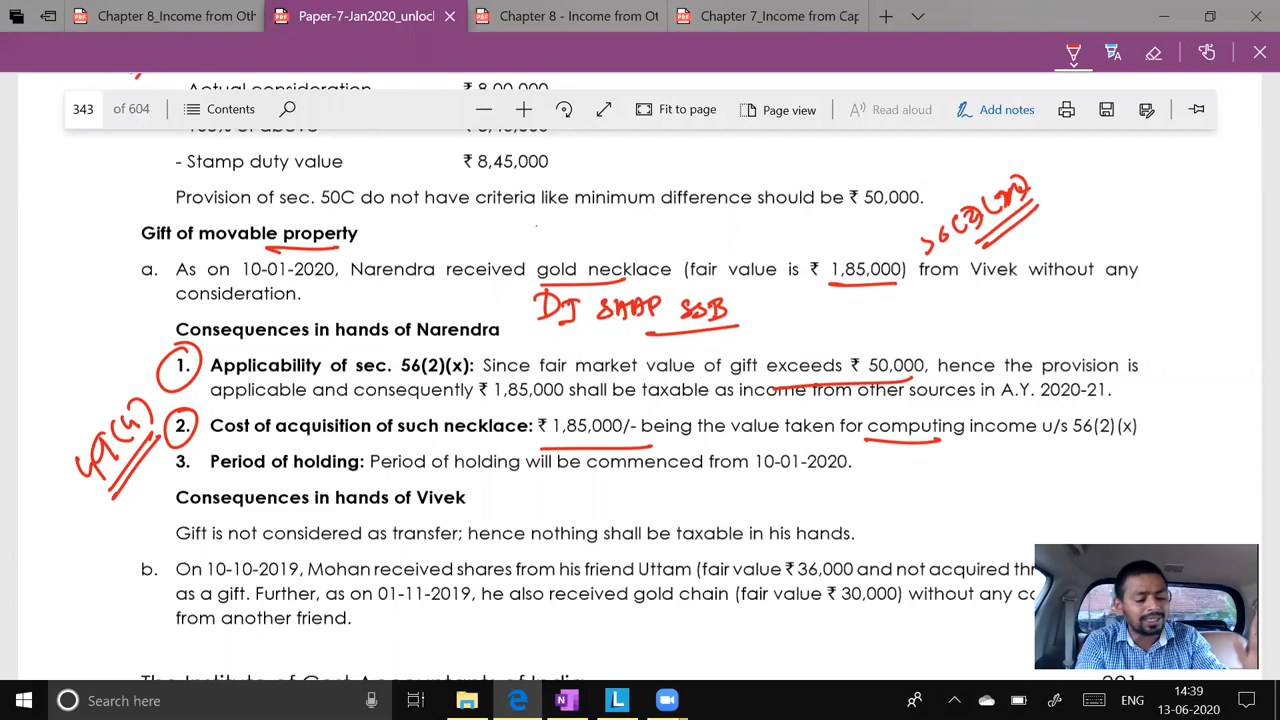 Chapter 8_Income from Oth
Paper-7-Jan2020_unlock
Chapter 8 - Income from Ot
Chapter 7_Income from Cap
343 of 604
Contents
Fit to page
Page view
Read aloud
Add notes
- Stamp duty value ₹ 8,45,000
Provision of sec. 50C do not have criteria like minimum difference should be ₹ 50,000.
56(2)(x)
Gift of movable property
a. As on 10-01-2020, Narendra received gold necklace (fair value is ₹ 1,85,000) from Vivek without any
consideration.
DJ SHAP SSB
Consequences in hands of Narendra
1. Applicability of sec. 56(2)(x): Since fair market value of gift exceeds ₹ 50,000, hence the provision is
applicable and consequently ₹ 1,85,000 shall be taxable as income from other sources in A.Y. 2020-21.
49(4)
2. Cost of acquisition of such necklace: ₹ 1,85,000/- being the value taken for computing income u/s 56(2)(x)
3. Period of holding: Period of holding will be commenced from 10-01-2020.
Consequences in hands of Vivek
Gift is not considered as transfer; hence nothing shall be taxable in his hands.
b. On 10-10-2019, Mohan received shares from his friend Uttam (fair value ₹ 36,000 and not acquired
as a gift. Further, as on 01-11-2019, he also received gold chain (fair value ₹ 30,000) without any
from another friend.
Search here
ENG
14:39
13-06-2020